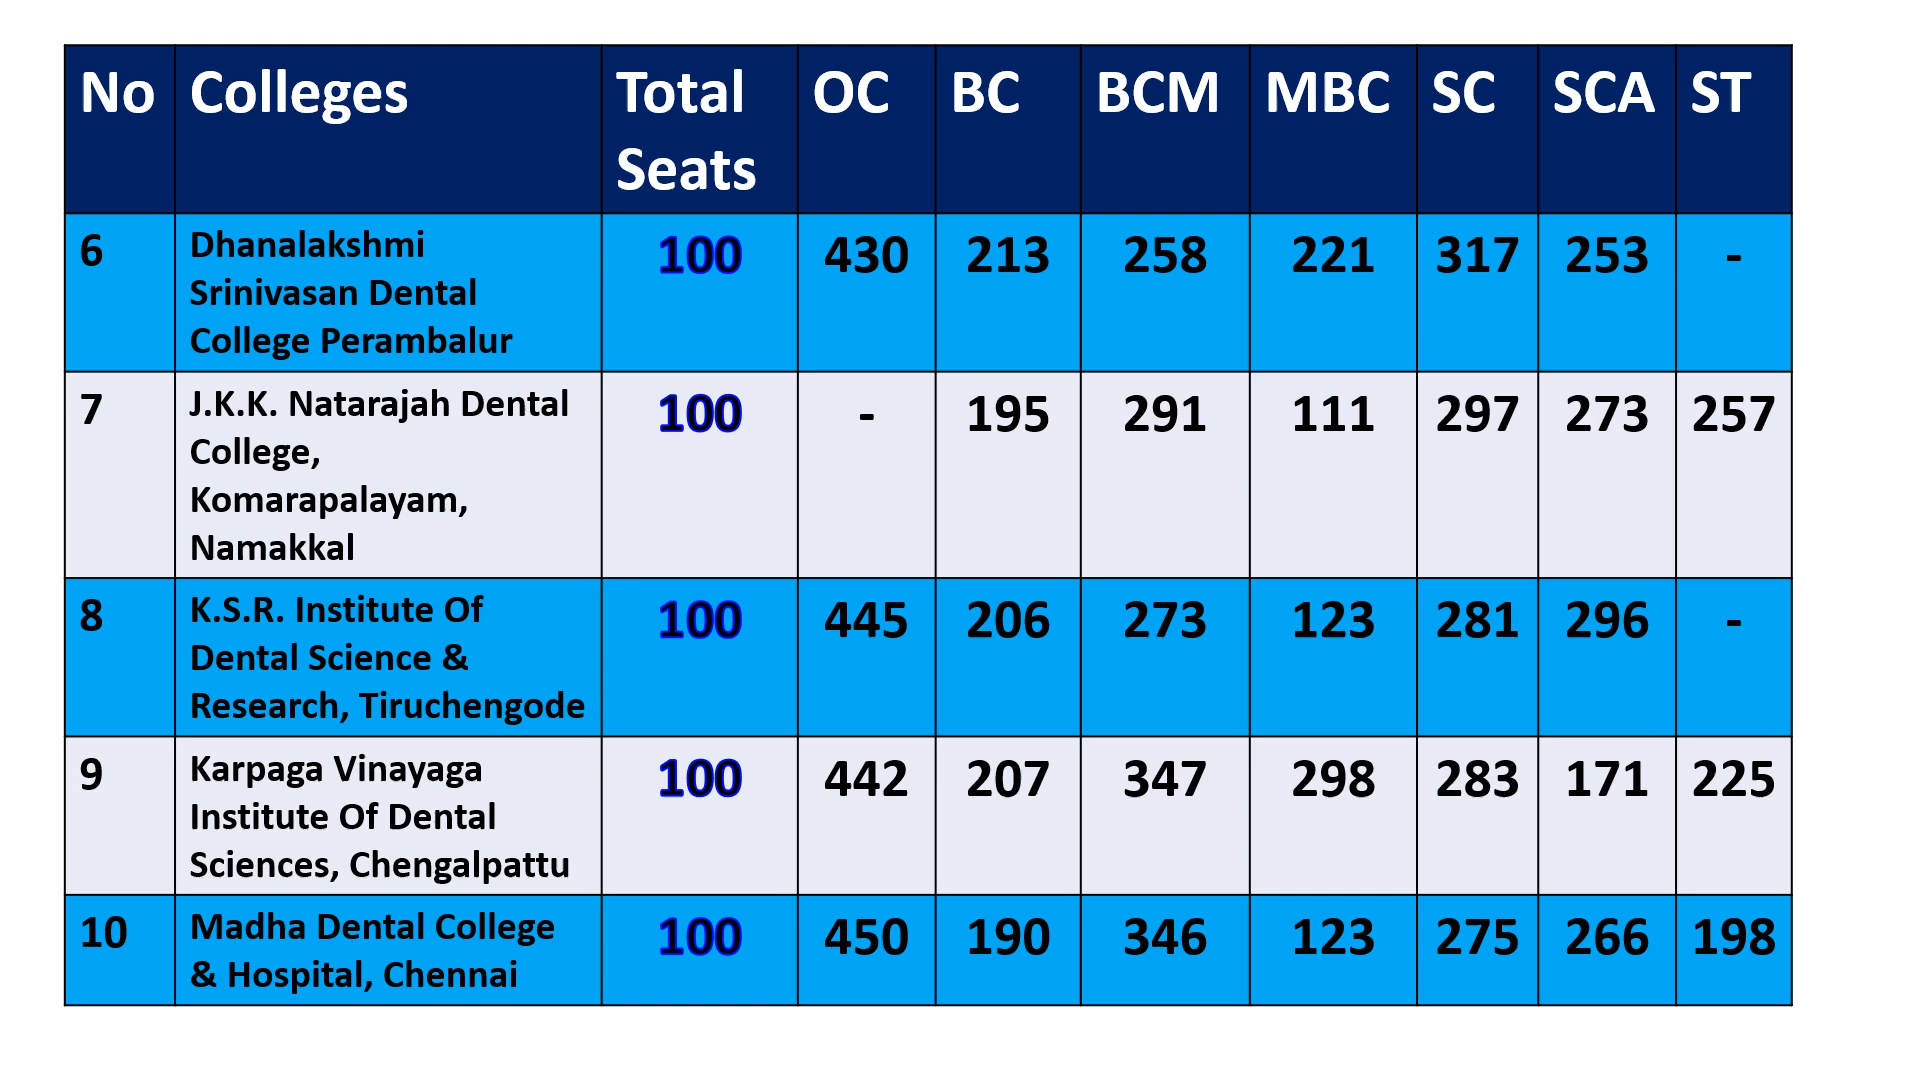 No Colleges Total Seats OC BC BCM MBC SC SCA ST
6 Dhanalakshmi 100 430 213 258 221 317 253 -
Srinivasan Dental
College Perambalur
7 J.K.K. Natarajah Dental 100 - 195 291 111 297 273 257
College,
Komarapalayam,
Namakkal
8 K.S.R. Institute Of 100 445 206 273 123 281 296 -
Dental Science &
Research, Tiruchengode
9 Karpaga Vinayaga 100 442 207 347 298 283 171 225
Institute Of Dental
Sciences, Chengalpattu
10 Madha Dental College 100 450 190 346 123 275 266 198
& Hospital, Chennai